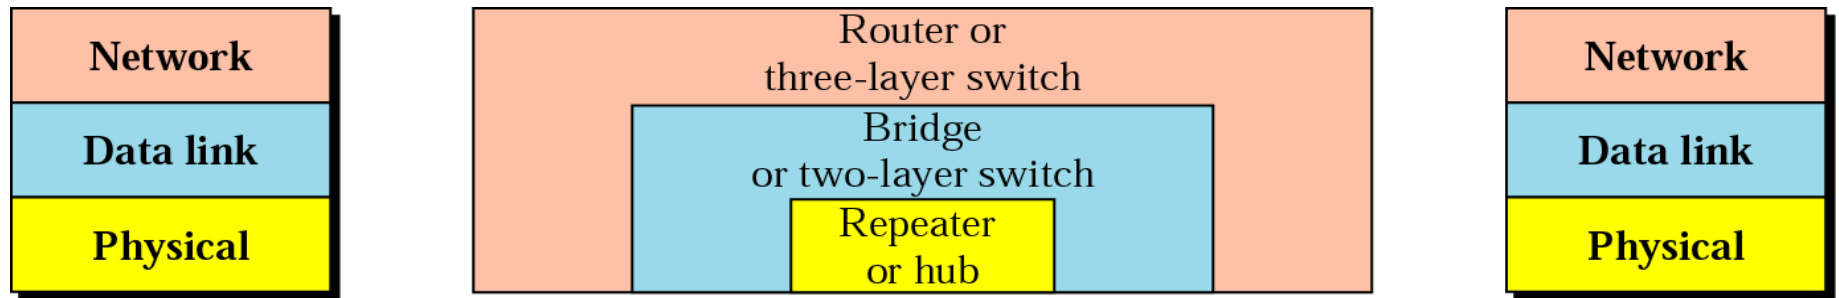 Network
Data link
Physical
Router or
three-layer switch
Bridge
or two-layer switch
Repeater
or hub
Network
Data link
Physical